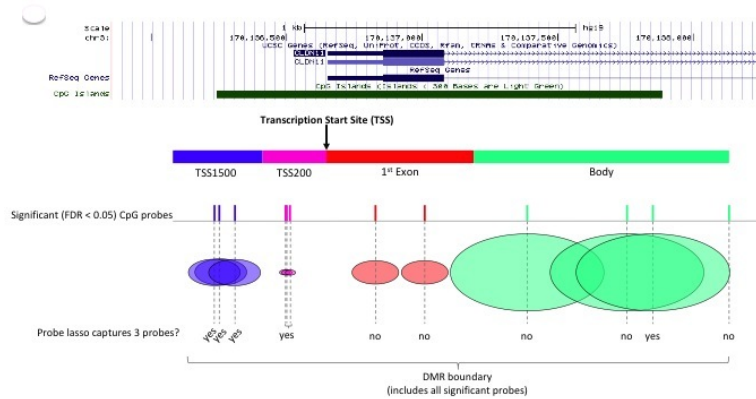 Scale
1 kb
hg19
chr3:
170,136,500
170,137,000
170,137,500
170,138,000
UCSC Genes (RefSeq, UniProt, CCDS, Rfam, tRNAs & Comparative Genomics)
CLDN11
CLDN11
RefSeq Genes
RefSeq Genes
CpG Islands (Islands < 300 Bases are Light Green)
CpG Islands
Transcription Start Site (TSS)
TSS1500 TSS200 1st Exon Body
Significant (FDR < 0.05) CpG probes
Probe lasso captures 3 probes? yes yes yes yes no no no no yes no
DMR boundary
(includes all significant probes)